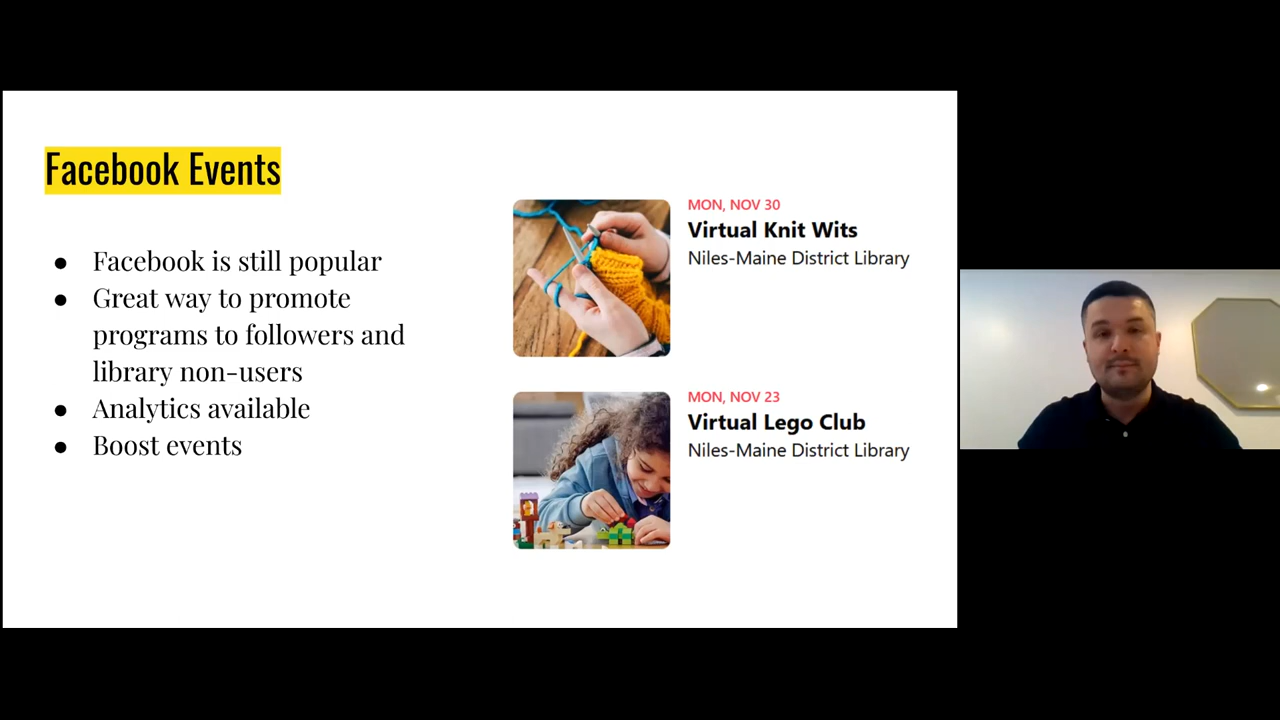 Facebook Events
● Facebook is still popular
● Great way to promote
programs to followers and
library non-users
● Analytics available
● Boost events
MON, NOV 30
Virtual Knit Wits
Niles-Maine District Library
MON, NOV 23
Virtual Lego Club
Niles-Maine District Library